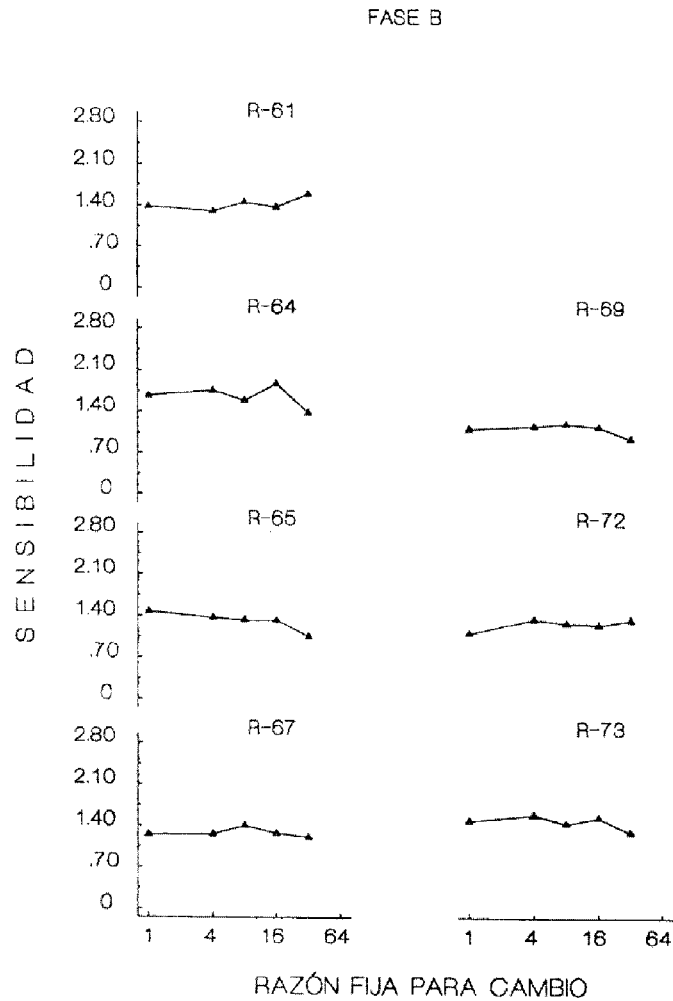 FASE B
R-61
2.80
2.10
1.40
.70
0
R-64
R-69
2.80
2.10
1.40
.70
0
R-65
R-72
2.80
2.10
1.40
.70
0
R-67
R-73
2.80
2.10
1.40
.70
0
SENSIBILIDAD
1 4 16 64
1 4 16 64
RAZÓN FIJA PARA CAMBIO